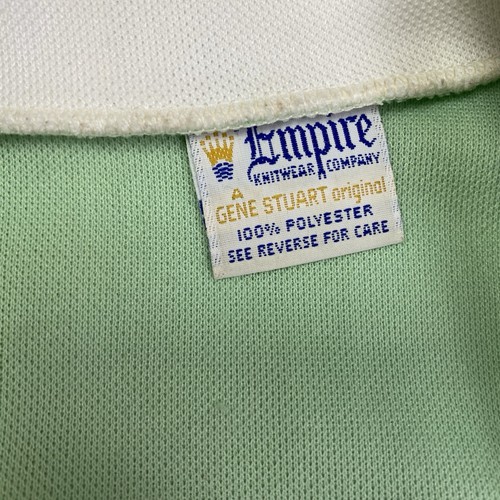 Empire
KNITWEAR COMPANY
A
GENE STUART original
100% POLYESTER
SEE REVERSE FOR CARE